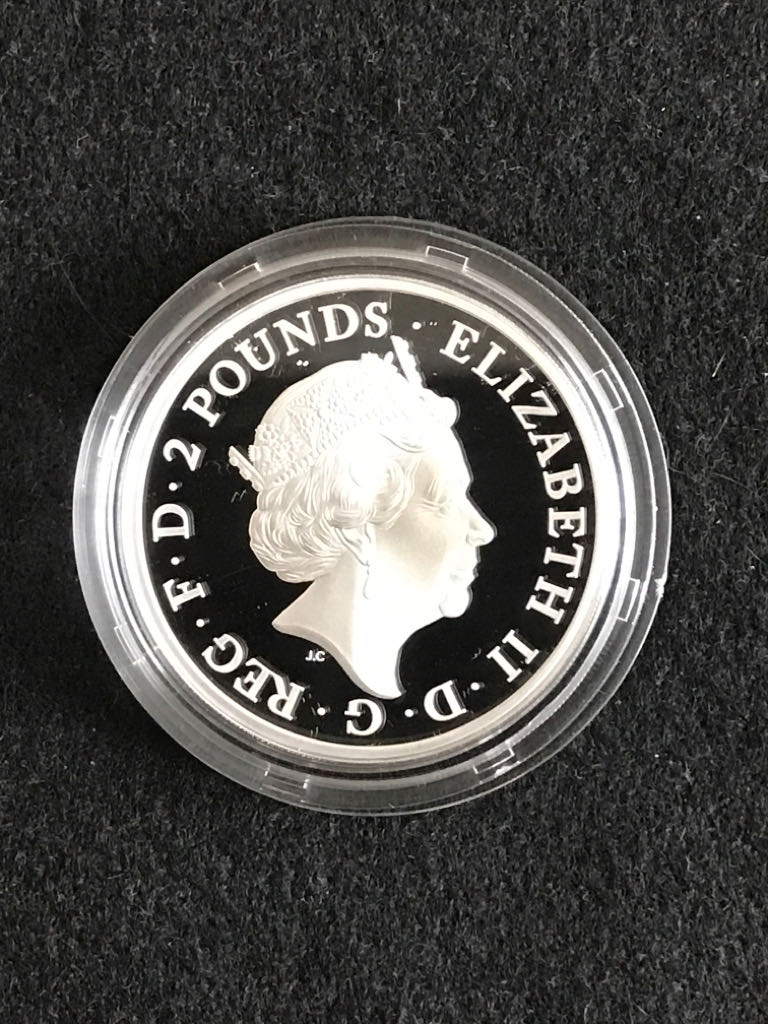 ELIZABETH II · D · G · REG · F · D · 2 POUNDS ·
J.C